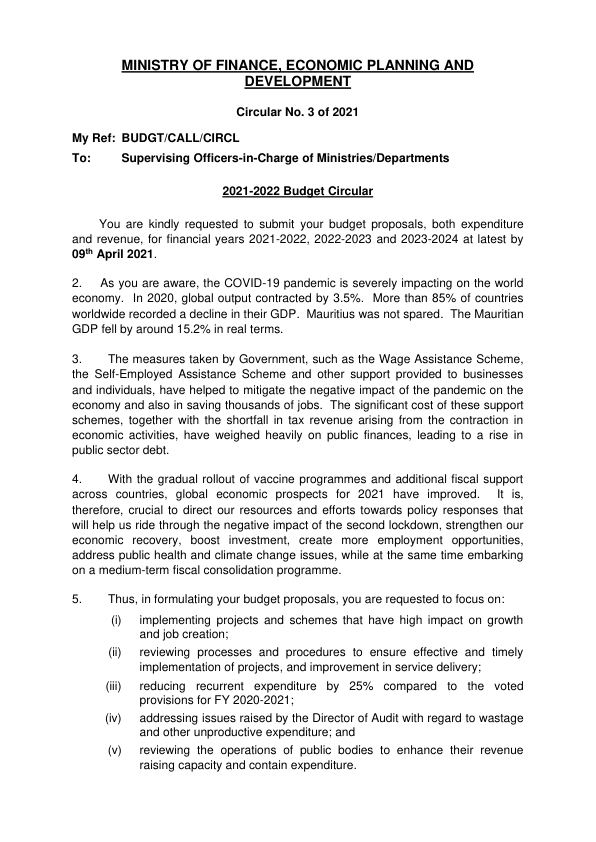 MINISTRY OF FINANCE, ECONOMIC PLANNING AND
DEVELOPMENT
Circular No. 3 of 2021
My Ref: BUDGT/CALL/CIRCL
To: Supervising Officers-in-Charge of Ministries/Departments
2021-2022 Budget Circular
You are kindly requested to submit your budget proposals, both expenditure
and revenue, for financial years 2021-2022, 2022-2023 and 2023-2024 at latest by
09th April 2021.
2. As you are aware, the COVID-19 pandemic is severely impacting on the world
economy. In 2020, global output contracted by 3.5%. More than 85% of countries
worldwide recorded a decline in their GDP. Mauritius was not spared. The Mauritian
GDP fell by around 15.2% in real terms.
3. The measures taken by Government, such as the Wage Assistance Scheme,
the Self-Employed Assistance Scheme and other support provided to businesses
and individuals, have helped to mitigate the negative impact of the pandemic on the
economy and also in saving thousands of jobs. The significant cost of these support
schemes, together with the shortfall in tax revenue arising from the contraction in
economic activities, have weighed heavily on public finances, leading to a rise in
public sector debt.
4. With the gradual rollout of vaccine programmes and additional fiscal support
across countries, global economic prospects for 2021 have improved. It is,
therefore, crucial to direct our resources and efforts towards policy responses that
will help us ride through the negative impact of the second lockdown, strengthen our
economic recovery, boost investment, create more employment opportunities,
address public health and climate change issues, while at the same time embarking
on a medium-term fiscal consolidation programme.
5. Thus, in formulating your budget proposals, you are requested to focus on:
(i) implementing projects and schemes that have high impact on growth
and job creation;
(ii) reviewing processes and procedures to ensure effective and timely
implementation of projects, and improvement in service delivery;
(iii) reducing recurrent expenditure by 25% compared to the voted
provisions for FY 2020-2021;
(iv) addressing issues raised by the Director of Audit with regard to wastage
and other unproductive expenditure; and
(v) reviewing the operations of public bodies to enhance their revenue
raising capacity and contain expenditure.